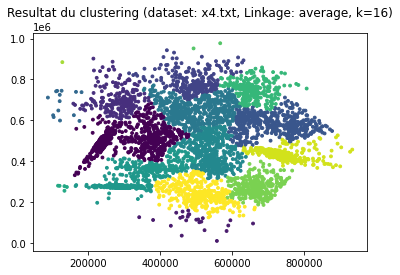 Resultat du clustering (dataset: x4.txt, Linkage: average, k=16)
1e6
1.0
0.8
0.6
0.4
0.2
0.0
200000 400000 600000 800000